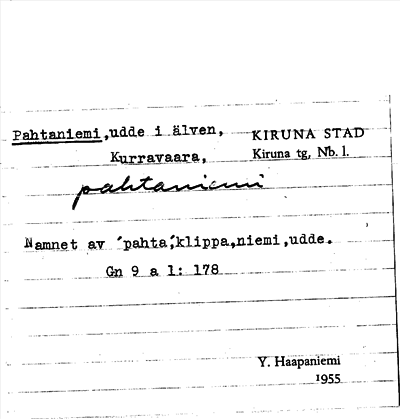 Pahtaniemi,udde i älven, KIRUNA STAD
Kurravaara, Kiruna tg, Nb. l.
pahtaniemi
Namnet av ´pahta´,klippa,niemi,udde.
Gn 9 a 1: 178
Y. Haapaniemi
1955